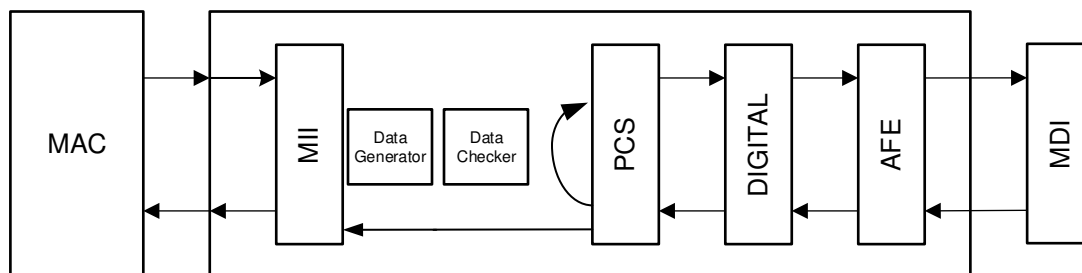 MAC
MII
Data
Generator
Data
Checker
PCS
DIGITAL
AFE
MDI